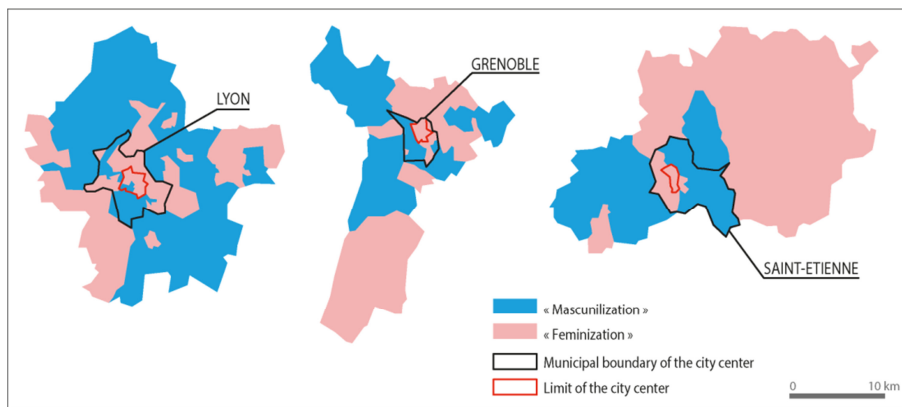 GRENOBLE
LYON
SAINT-ETIENNE
« Mascunilization »
« Feminization »
Municipal boundary of the city center
Limit of the city center
0 10 km